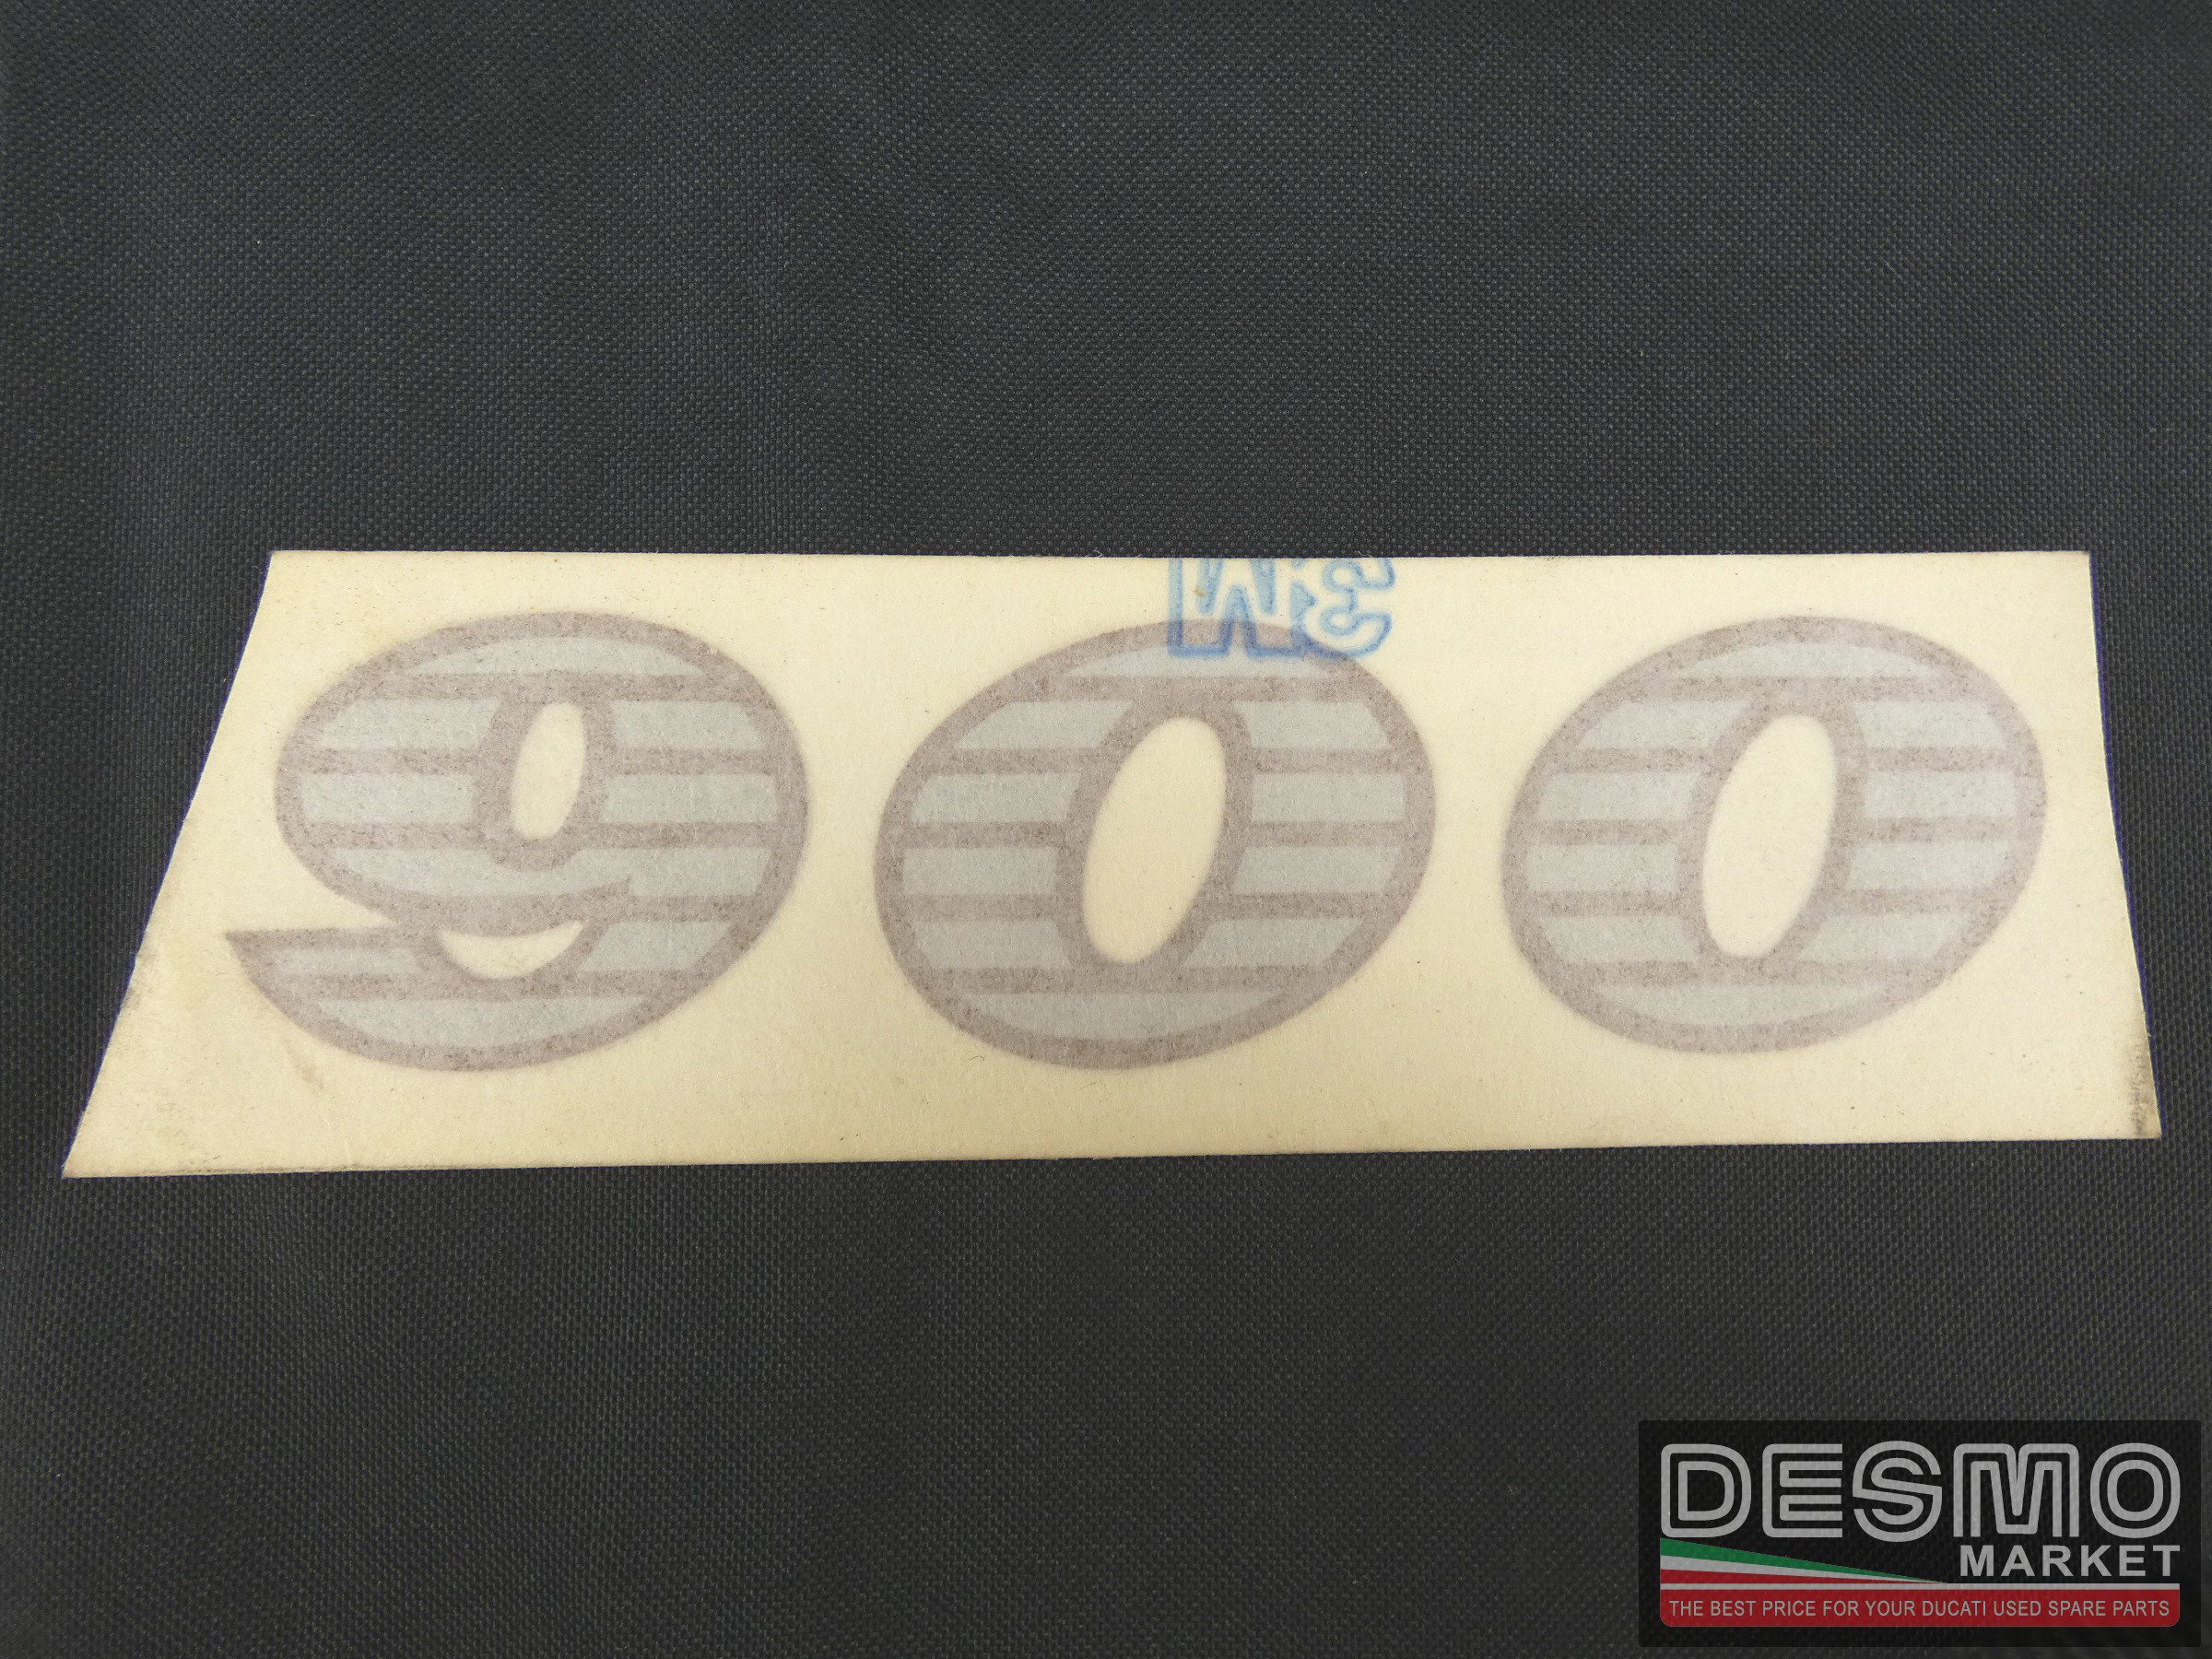 3M
900
DESMO
MARKET
THE BEST PRICE FOR YOUR DUCATI USED SPARE PARTS